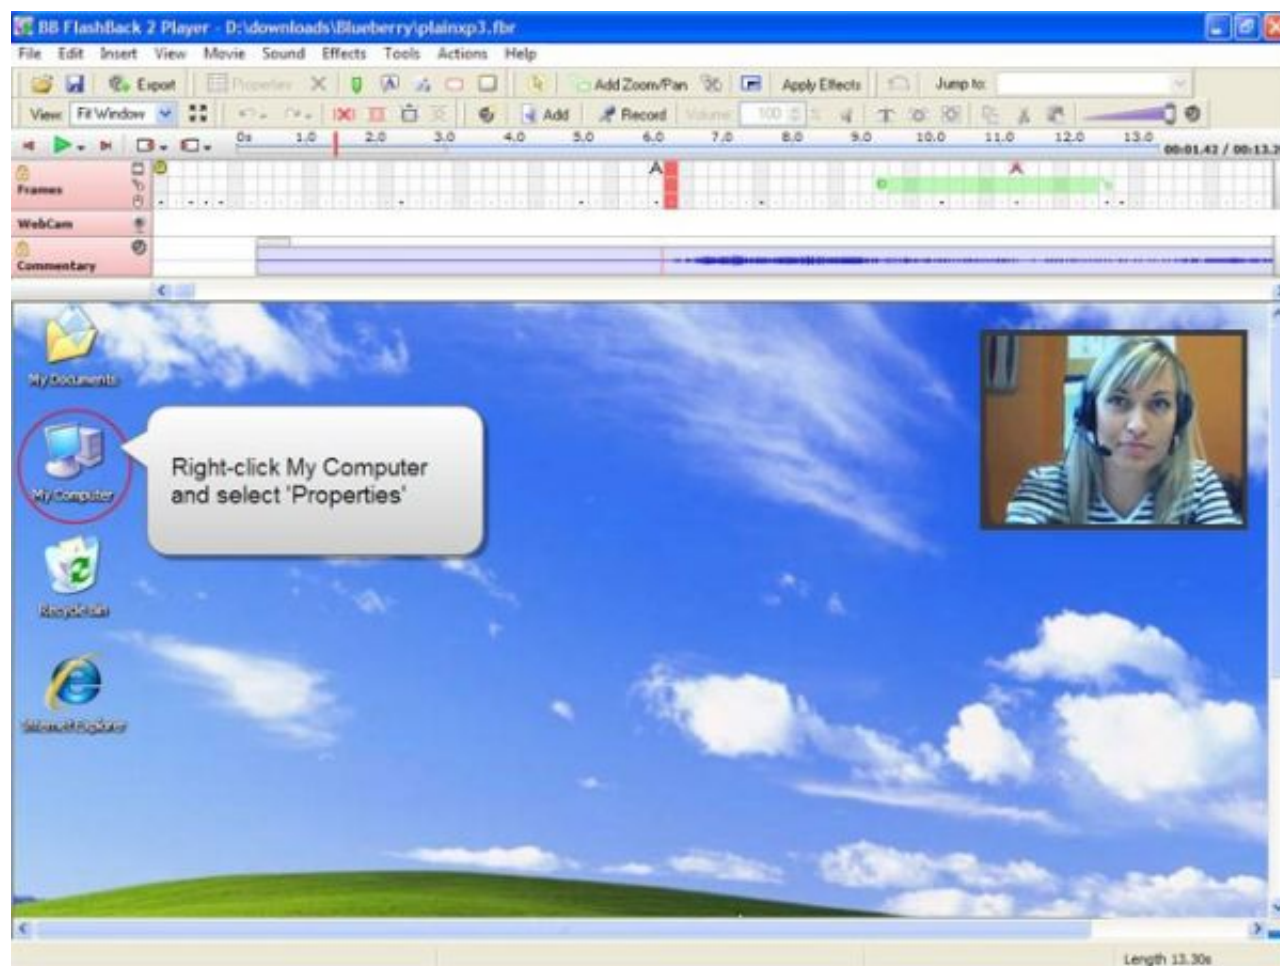 BB FlashBack 2 Player - D:\downloads\Blueberry\plainxp3.fbr
File Edit Insert View Movie Sound Effects Tools Actions Help
Export Properties Add Zoom/Pan Apply Effects Jump to:
View: Fit Window Add Record Volume 100 %
0s 1.0 2.0 3.0 4.0 5.0 6.0 7.0 8.0 9.0 10.0 11.0 12.0 13.0
00:01.42 / 00:13.2
Frames
WebCam
Commentary
My Documents
Right-click My Computer
and select 'Properties'
My Computer
Recycle Bin
Internet Explorer
Length 13.30s